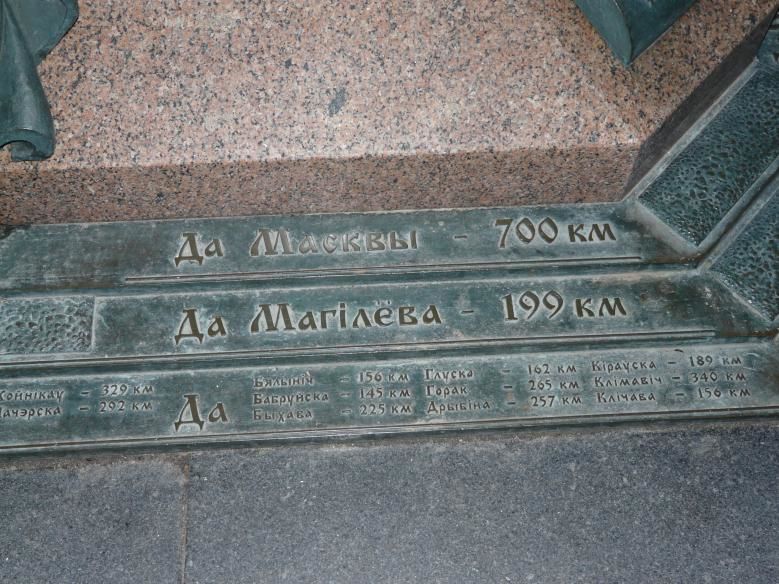 Да Масквы - 700 км
Да Магілёва - 199 км
Хойнікаў - 329 км
Чачэрска - 292 км
Да
Бялыніч - 156 км Глуска - 162 км Кіраўска - 189 км
Бабруйска - 145 км Горак - 265 км Клімавіч - 340 км
Быхава - 225 км Дрыбіна - 257 км Клічава - 156 км